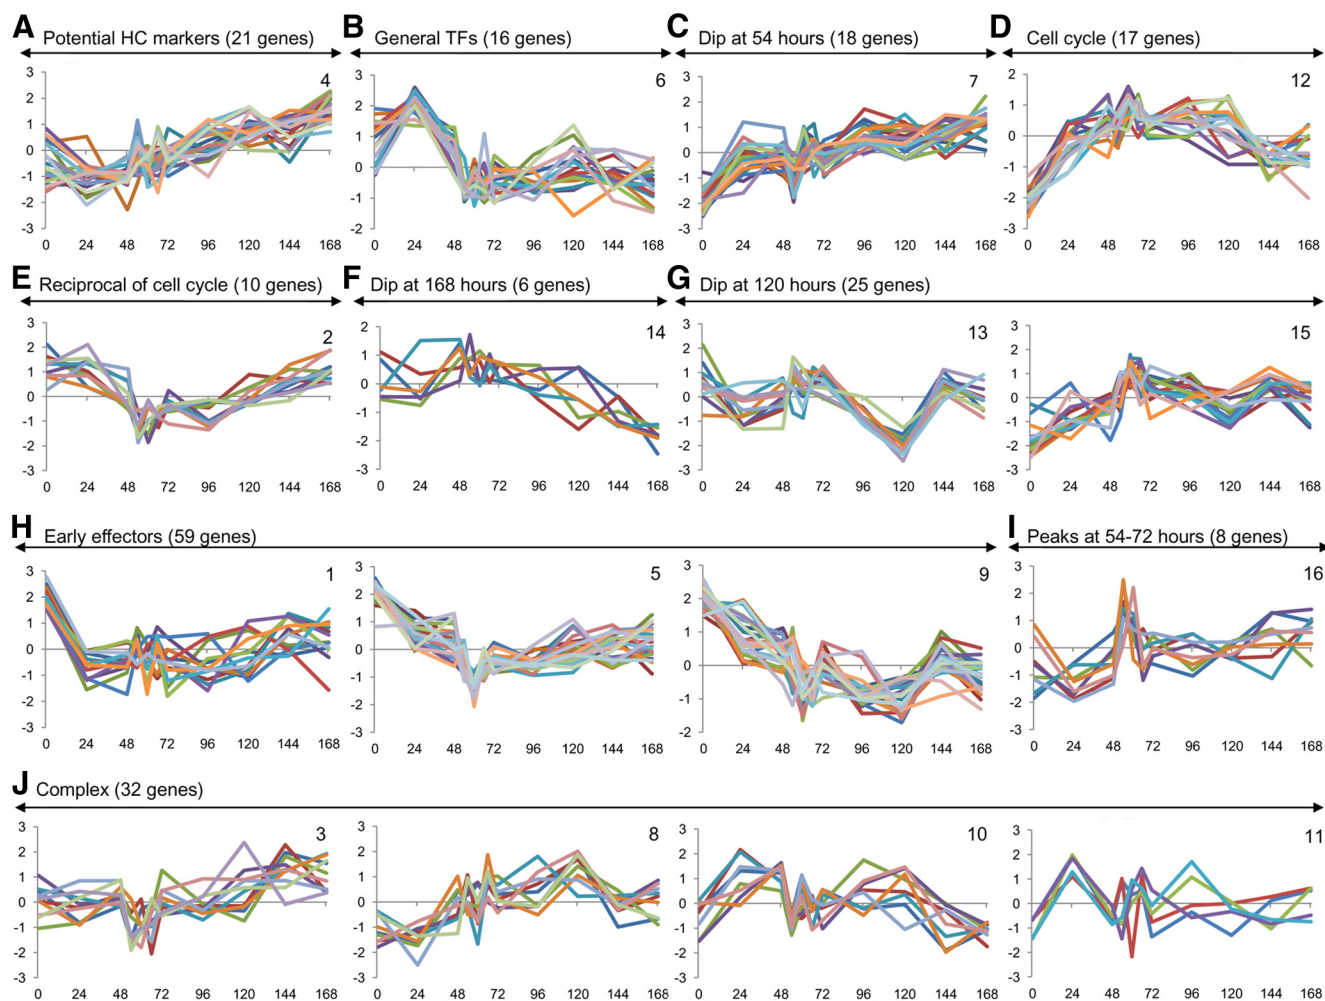 A Potential HC markers (21 genes) B General TFs (16 genes) C Dip at 54 hours (18 genes) D Cell cycle (17 genes)
3 4 3 6 3 7 2 12
2 2 2 1
1 1 1 0
0 0 0 -1
-1 -1 -1 -2
-2 -2 -2 -3
-3 -3
0 24 48 72 96 120 144 168 0 24 48 72 96 120 144 168 0 24 48 72 96 120 144 168 0 24 48 72 96 120 144 168
E Reciprocal of cell cycle (10 genes) F Dip at 168 hours (6 genes) G Dip at 120 hours (25 genes)
3 2 2 14 3 13 3 15
2 1 2 2
1 0 1 1
0 -1 0 0
-1 -2 -1 -1
-2 -3 -2 -2
-3 -3 -3
0 24 48 72 96 120 144 168 0 24 48 72 96 120 144 168 0 24 48 72 96 120 144 168 0 24 48 72 96 120 144 168
H Early effectors (59 genes) I Peaks at 54-72 hours (8 genes)
3 1 3 5 3 9 3 16
2 2 2 2
1 1 1 1
0 0 0 0
-1 -1 -1 -1
-2 -2 -2 -2
-3 -3 -3
0 24 48 72 96 120 144 168 0 24 48 72 96 120 144 168 0 24 48 72 96 120 144 168 0 24 48 72 96 120 144 168
J Complex (32 genes)
3 3 3 8 3 10 3 11
2 2 2 2
1 1 1 1
0 0 0 0
-1 -1 -1 -1
-2 -2 -2 -2
-3 -3 -3 -3
0 24 48 72 96 120 144 168 0 24 48 72 96 120 144 168 0 24 48 72 96 120 144 168 0 24 48 72 96 120 144 168